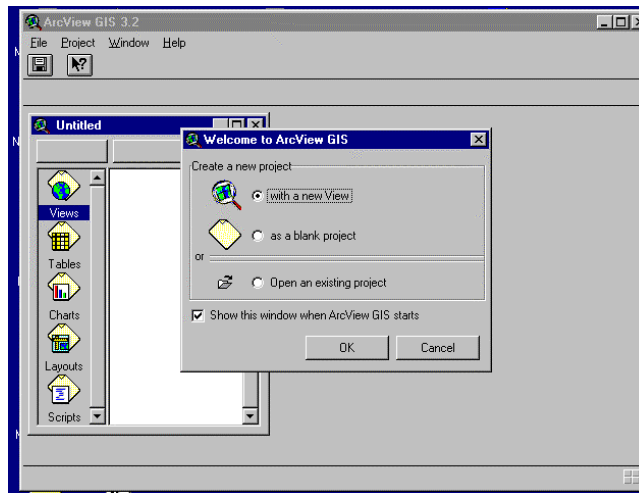 ArcView GIS 3.2
File Project Window Help
Untitled
Views
Tables
Charts
Layouts
Scripts
Welcome to ArcView GIS
Create a new project
with a new View
as a blank project
or
Open an existing project
Show this window when ArcView GIS starts
OK Cancel